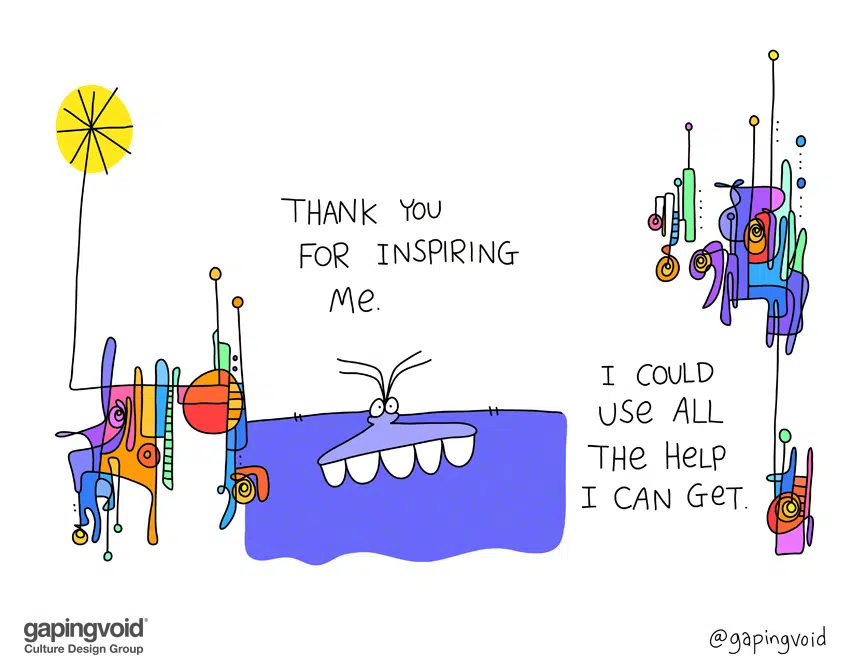 THANK YOU
FOR INSPIRING
Me.
I COULD
USe ALL
THe HeLP
I CAN GeT.
gapingvoid®
Culture Design Group
@gapingvoid